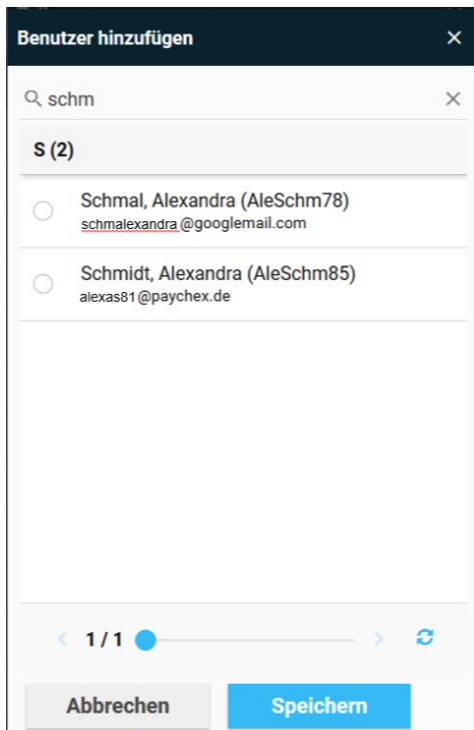 Benutzer hinzufügen
schm
S (2)
Schmal, Alexandra (AleSchm78)
schmalexandra @googlemail.com
Schmidt, Alexandra (AleSchm85)
alexas81@paychex.de
1 / 1
Abbrechen Speichern